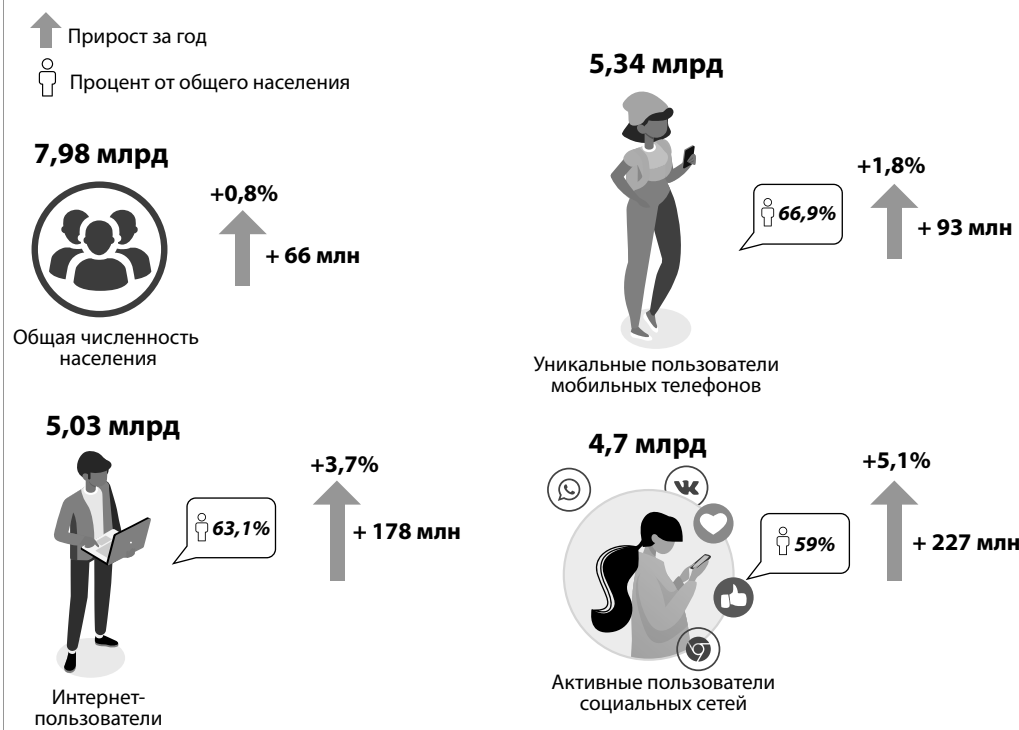 Прирост за год
Процент от общего населения
7,98 млрд
+0,8%
+ 66 млн
Общая численность
населения
5,34 млрд
66,9%
+1,8%
+ 93 млн
Уникальные пользователи
мобильных телефонов
5,03 млрд
63,1%
+3,7%
+ 178 млн
Интернет-
пользователи
4,7 млрд
59%
+5,1%
+ 227 млн
Активные пользователи
социальных сетей